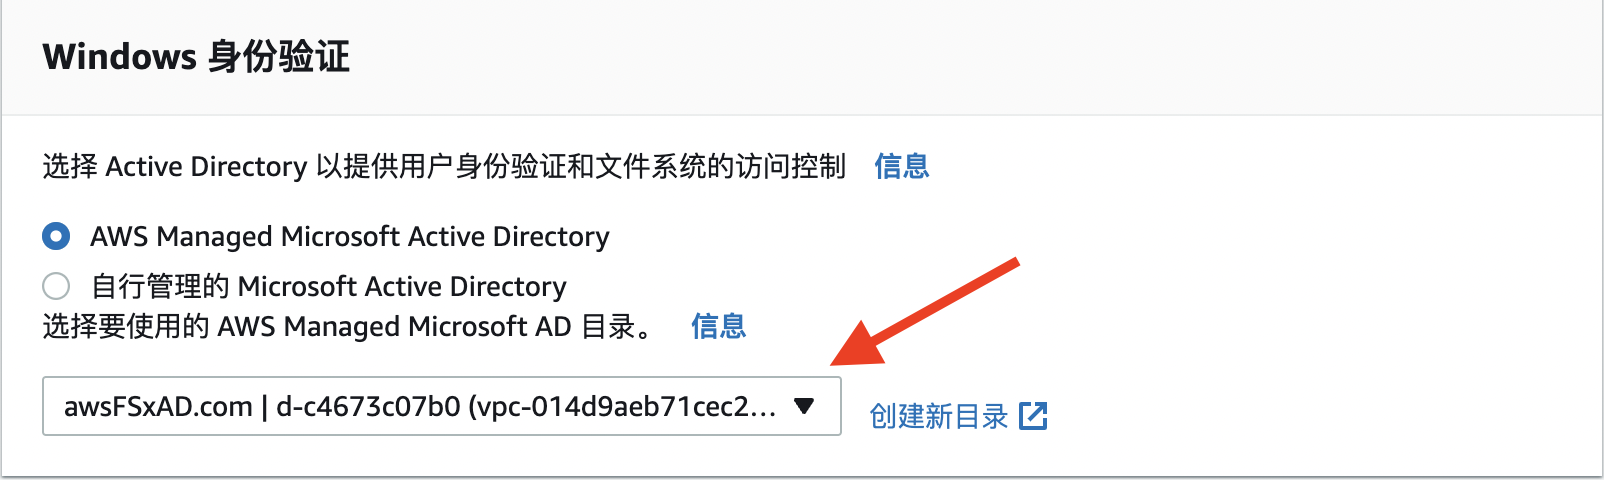 Windows 身份验证
选择 Active Directory 以提供用户身份验证和文件系统的访问控制 信息
AWS Managed Microsoft Active Directory
自行管理的 Microsoft Active Directory
选择要使用的 AWS Managed Microsoft AD 目录。 信息
awsFSxAD.com | d-c4673c07b0 (vpc-014d9aeb71cec2... 创建新目录